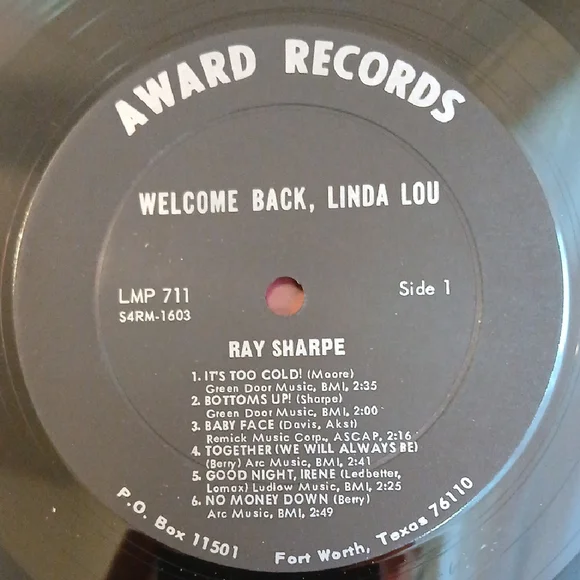 AWARD RECORDS
WELCOME BACK, LINDA LOU
LMP 711
S4RM-1603
Side 1
RAY SHARPE
1. IT'S TOO COLD! (Moore)
Green Door Music, BMI, 2:35
2. BOTTOMS UP! (Sharpe)
Green Door Music, BMI, 2:00
3. BABY FACE (Davis, Akst)
Remick Music Corp., ASCAP, 2:16
4. TOGETHER (WE WILL ALWAYS BE)
(Berry) Arc Music, BMI, 2:41
5. GOOD NIGHT, IRENE (Ledbetter,
Lomax) Ludlow Music, BMI, 2:25
6. NO MONEY DOWN (Berry)
Arc Music, BMI, 2:49
P.O. Box 11501 Fort Worth, Texas 76110